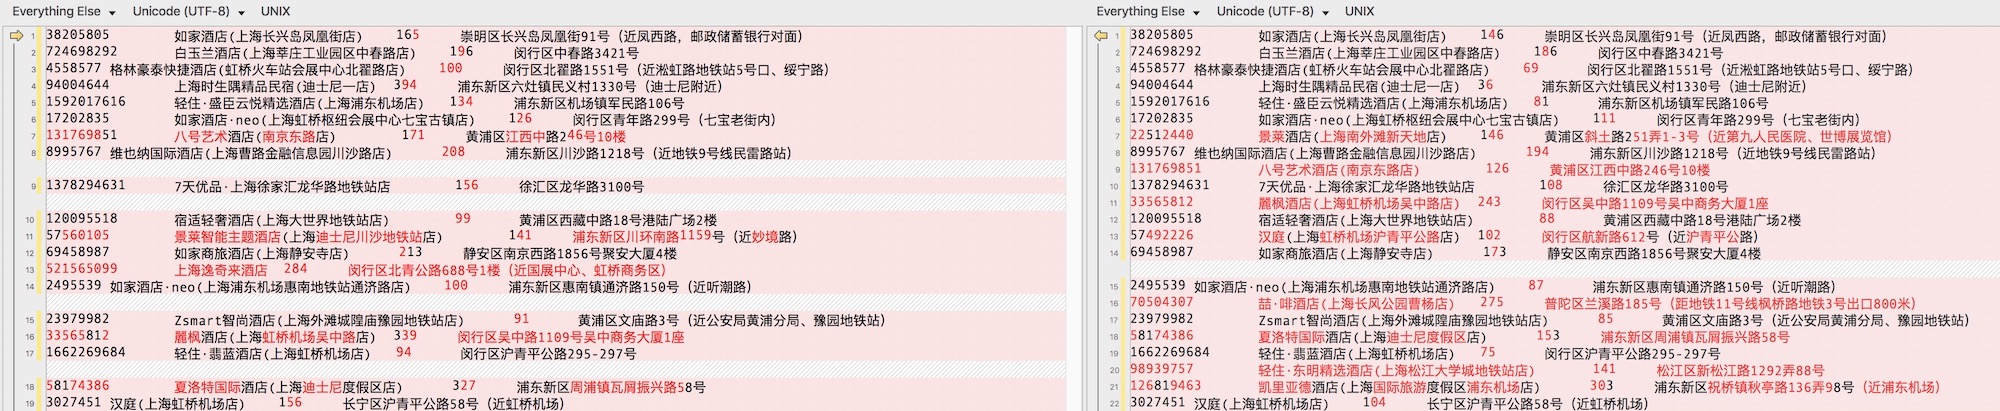 Everything Else Unicode (UTF-8) UNIX
1 38205805 如家酒店(上海长兴岛凤凰街店) 165 崇明区长兴岛凤凰街91号（近凤西路，邮政储蓄银行对面）
2 724698292 白玉兰酒店(上海莘庄工业园区中春路店) 196 闵行区中春路3421号
3 4558577 格林豪泰快捷酒店(虹桥火车站会展中心北翟路店) 100 闵行区北翟路1551号（近淞虹路地铁站5号口、绥宁路）
4 94004644 上海时生隅精品民宿(迪士尼一店) 394 浦东新区六灶镇民义村1330号（迪士尼附近）
5 1592017616 轻住·盛臣云悦精选酒店(上海浦东机场店) 134 浦东新区机场镇军民路106号
6 17202835 如家酒店·neo(上海虹桥枢纽会展中心七宝古镇店) 126 闵行区青年路299号（七宝老街内）
7 131769851 八号艺术酒店(南京东路店) 171 黄浦区江西中路246号10楼
8 8995767 维也纳国际酒店(上海曹路金融信息园川沙路店) 208 浦东新区川沙路1218号（近地铁9号线民雷路站）
9 1378294631 7天优品·上海徐家汇龙华路地铁站店 156 徐汇区龙华路3100号
10 120095518 宿适轻奢酒店(上海大世界地铁站店) 99 黄浦区西藏中路18号港陆广场2楼
11 57560105 景莱智能主题酒店(上海迪士尼川沙地铁站店) 141 浦东新区川环南路1159号（近妙境路）
12 69458987 如家商旅酒店(上海静安寺店) 213 静安区南京西路1856号聚安大厦4楼
13 521565099 上海逸奇来酒店 284 闵行区北青公路688号1楼（近国展中心、虹桥商务区）
14 2495539 如家酒店·neo(上海浦东机场惠南地铁站通济路店) 100 浦东新区惠南镇通济路150号（近听潮路）
15 23979982 Zsmart智尚酒店(上海外滩城隍庙豫园地铁站店) 91 黄浦区文庙路3号（近公安局黄浦分局、豫园地铁站）
16 33565812 麗枫酒店(上海虹桥机场吴中路店) 339 闵行区吴中路1109号吴中商务大厦1座
17 1662269684 轻住·翡蓝酒店(上海虹桥机场店) 94 闵行区沪青平公路295-297号
18 58174386 夏洛特国际酒店(上海迪士尼度假区店) 327 浦东新区周浦镇瓦屑振兴路58号
19 3027451 汉庭(上海虹桥机场店) 156 长宁区沪青平公路58号（近虹桥机场）
Everything Else Unicode (UTF-8) UNIX
1 38205805 如家酒店(上海长兴岛凤凰街店) 146 崇明区长兴岛凤凰街91号（近凤西路，邮政储蓄银行对面）
2 724698292 白玉兰酒店(上海莘庄工业园区中春路店) 186 闵行区中春路3421号
3 4558577 格林豪泰快捷酒店(虹桥火车站会展中心北翟路店) 69 闵行区北翟路1551号（近淞虹路地铁站5号口、绥宁路）
4 94004644 上海时生隅精品民宿(迪士尼一店) 36 浦东新区六灶镇民义村1330号（迪士尼附近）
5 1592017616 轻住·盛臣云悦精选酒店(上海浦东机场店) 81 浦东新区机场镇军民路106号
6 17202835 如家酒店·neo(上海虹桥枢纽会展中心七宝古镇店) 111 闵行区青年路299号（七宝老街内）
7 22512440 景莱酒店(上海南外滩新天地店) 146 黄浦区斜土路251弄1-3号（近第九人民医院、世博展览馆）
8 8995767 维也纳国际酒店(上海曹路金融信息园川沙路店) 194 浦东新区川沙路1218号（近地铁9号线民雷路站）
9 131769851 八号艺术酒店(南京东路店) 126 黄浦区江西中路246号10楼
10 1378294631 7天优品·上海徐家汇龙华路地铁站店 108 徐汇区龙华路3100号
11 33565812 麗枫酒店(上海虹桥机场吴中路店) 243 闵行区吴中路1109号吴中商务大厦1座
12 120095518 宿适轻奢酒店(上海大世界地铁站店) 88 黄浦区西藏中路18号港陆广场2楼
13 57492226 汉庭(上海虹桥机场沪青平公路店) 102 闵行区航新路612号（近沪青平公路）
14 69458987 如家商旅酒店(上海静安寺店) 173 静安区南京西路1856号聚安大厦4楼
15 2495539 如家酒店·neo(上海浦东机场惠南地铁站通济路店) 87 浦东新区惠南镇通济路150号（近听潮路）
16 70504307 喆·啡酒店(上海长风公园曹杨店) 275 普陀区兰溪路185号（距地铁11号线枫桥路地铁3号出口800米）
17 23979982 Zsmart智尚酒店(上海外滩城隍庙豫园地铁站店) 85 黄浦区文庙路3号（近公安局黄浦分局、豫园地铁站）
18 58174386 夏洛特国际酒店(上海迪士尼度假区店) 153 浦东新区周浦镇瓦屑振兴路58号
19 1662269684 轻住·翡蓝酒店(上海虹桥机场店) 75 闵行区沪青平公路295-297号
20 98939757 轻住·东明精选酒店(上海松江大学城地铁站店) 141 松江区新松江路1292弄88号
21 126819463 凯里亚德酒店(上海国际旅游度假区浦东机场店) 303 浦东新区祝桥镇秋亭路136弄98号（近浦东机场）
22 3027451 汉庭(上海虹桥机场店) 104 长宁区沪青平公路58号（近虹桥机场）